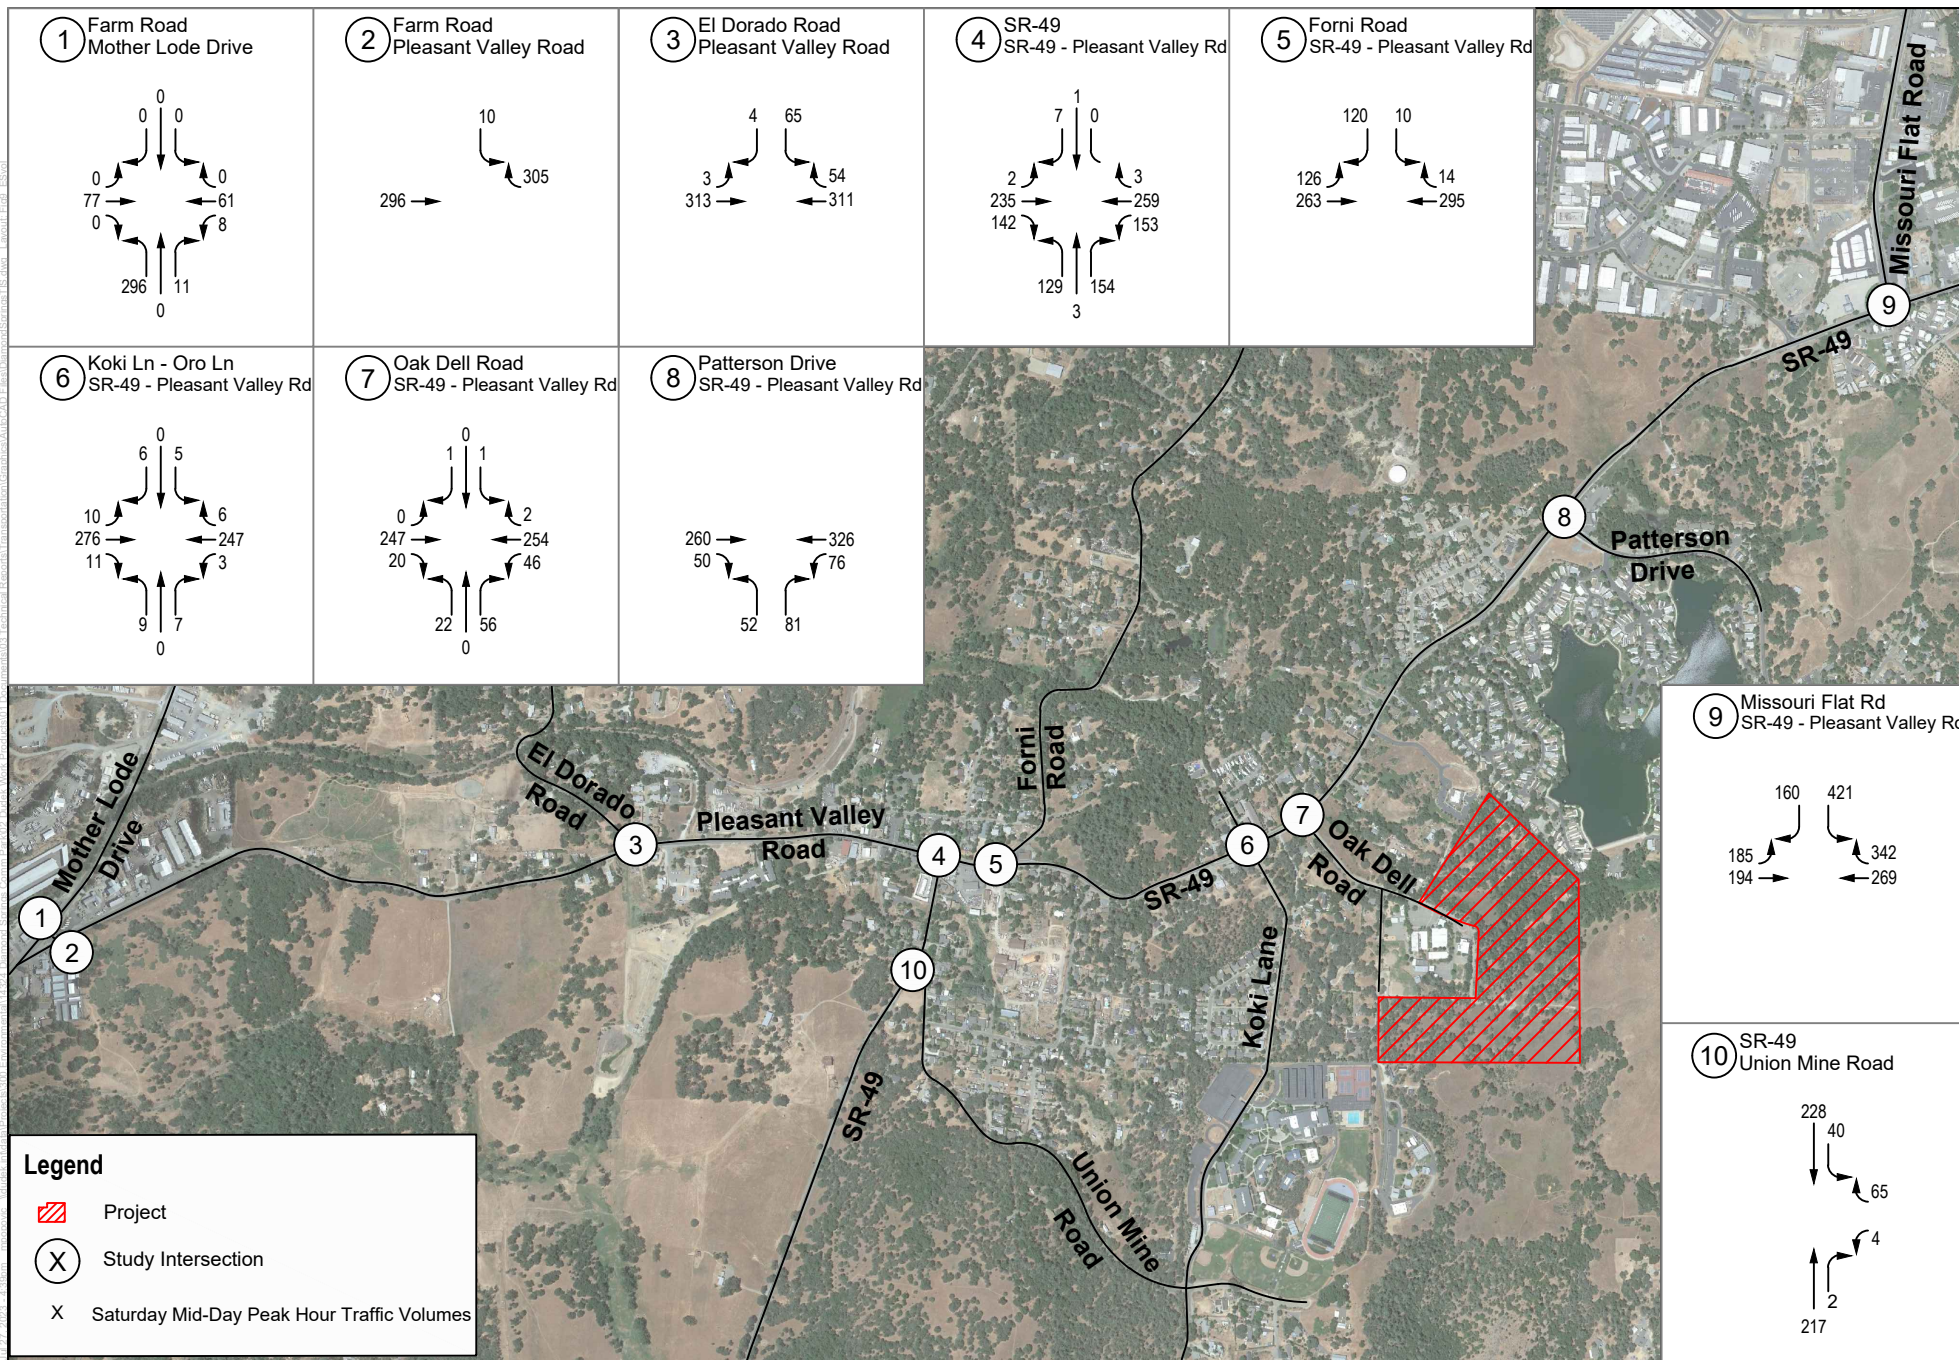 1 Farm Road
Mother Lode Drive
0
0 0
0 0
77 61
0 8
296 11
0
2 Farm Road
Pleasant Valley Road
10
305
296
3 El Dorado Road
Pleasant Valley Road
4 65
3 54
313 311
4 SR-49
SR-49 - Pleasant Valley Rd
1
7 0
2 3
235 259
142 153
129 154
3
5 Forni Road
SR-49 - Pleasant Valley Rd
120 10
126 14
263 295
6 Koki Ln - Oro Ln
SR-49 - Pleasant Valley Rd
0
6 5
10 6
276 247
11 3
9 7
0
7 Oak Dell Road
SR-49 - Pleasant Valley Rd
0
1 1
0 2
247 254
20 46
22 56
0
8 Patterson Drive
SR-49 - Pleasant Valley Rd
260 326
50 76
52 81
Missouri Flat Road
9
SR-49
8
Patterson
Drive
9 Missouri Flat Rd
SR-49 - Pleasant Valley
160 421
185 342
194 269
10 SR-49
Union Mine Road
228
40
65
4
2
217
Mother Lode
Drive
1
2
El Dorado
Road
3
Pleasant Valley
Road
4
5
Forni
Road
SR-49
6
7
Oak Dell
Road
Koki Lane
10
SR-49
Union Mine
Road
Legend
Project
X Study Intersection
X Saturday Mid-Day Peak Hour Traffic Volumes